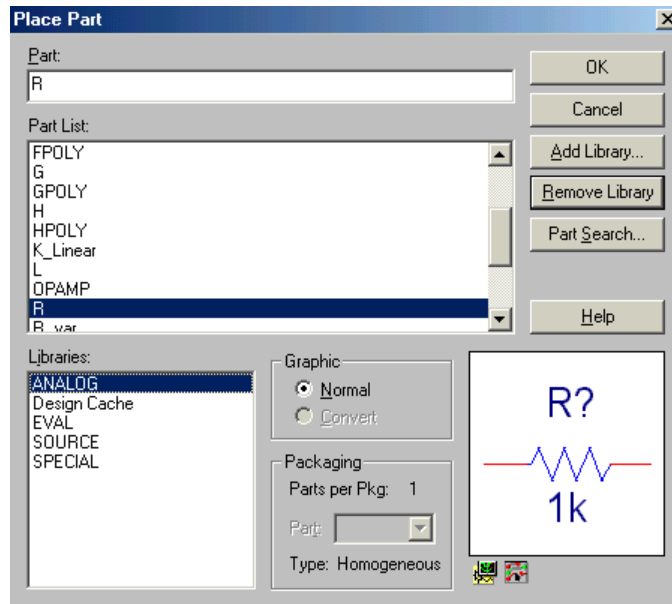 Place Part
Part:
R
OK
Cancel
Add Library...
Remove Library
Part Search...
Help
Part List:
FPOLY
G
GPOLY
H
HPOLY
K_Linear
L
OPAMP
R
R_var
Libraries:
ANALOG
Design Cache
EVAL
SOURCE
SPECIAL
Graphic
Normal
Convert
Packaging
Parts per Pkg: 1
Part:
Type: Homogeneous
R?
1k